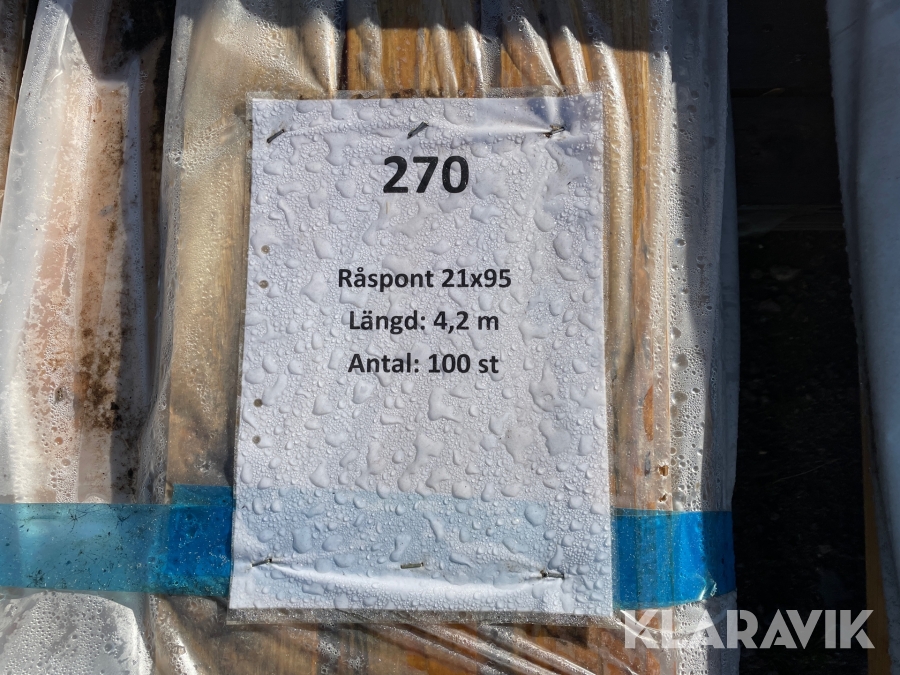 270
Råspont 21x95
Längd: 4,2 m
Antal: 100 st
KLARAVIK